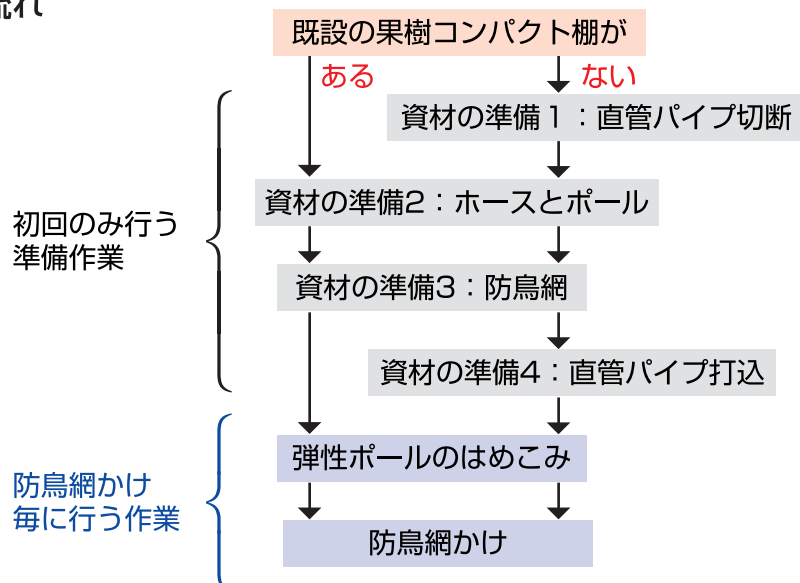 流れ
既設の果樹コンパクト棚が
ある
ない
資材の準備1：直管パイプ切断
資材の準備2：ホースとポール
初回のみ行う
準備作業
資材の準備3：防鳥網
資材の準備4：直管パイプ打込
弾性ポールのはめこみ
防鳥網かけ
毎に行う作業
防鳥網かけ